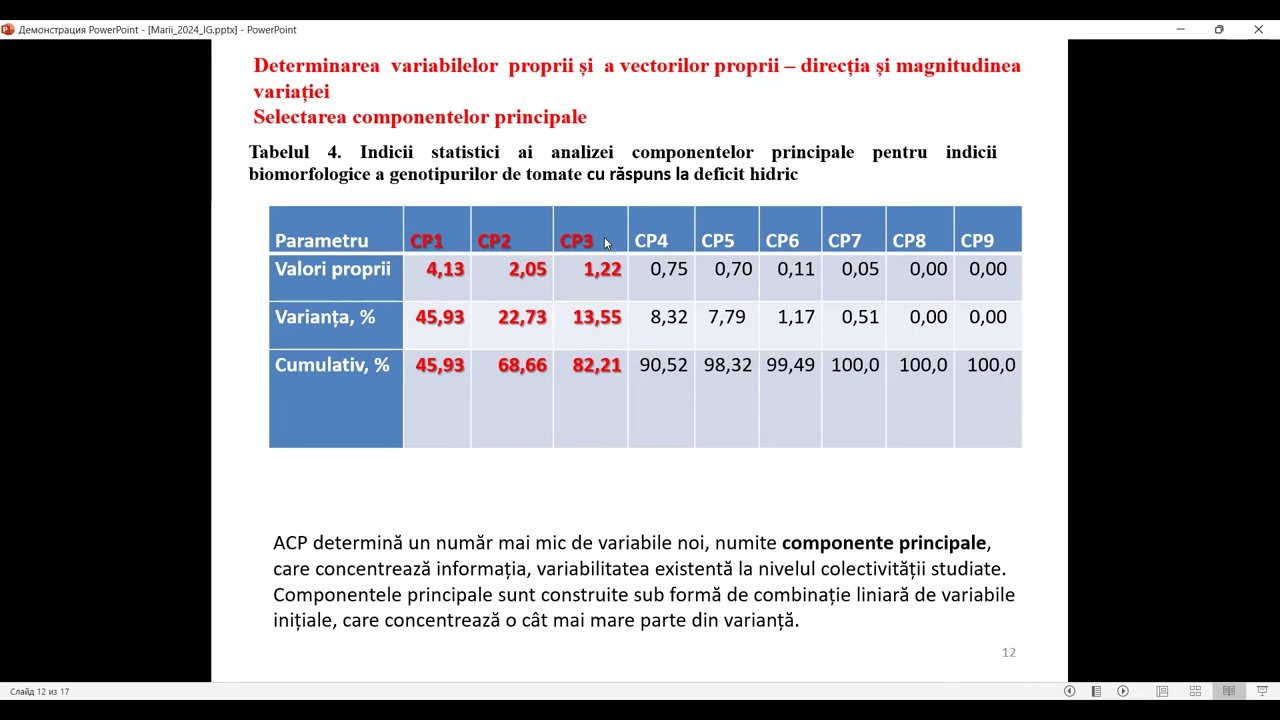 Демонстрация PowerPoint - [Marii_2024_IG.pptx] - PowerPoint
Determinarea variabilelor proprii și a vectorilor proprii – direcția și magnitudinea
variației
Selectarea componentelor principale
Tabelul 4. Indicii statistici ai analizei componentelor principale pentru indicii
biomorfologice a genotipurilor de tomate cu răspuns la deficit hidric
Parametru CP1 CP2 CP3 CP4 CP5 CP6 CP7 CP8 CP9
Valori proprii 4,13 2,05 1,22 0,75 0,70 0,11 0,05 0,00 0,00
Varianța, % 45,93 22,73 13,55 8,32 7,79 1,17 0,51 0,00 0,00
Cumulativ, % 45,93 68,66 82,21 90,52 98,32 99,49 100,0 100,0 100,0
ACP determină un număr mai mic de variabile noi, numite componente principale,
care concentrează informația, variabilitatea existentă la nivelul colectivității studiate.
Componentele principale sunt construite sub formă de combinație liniară de variabile
inițiale, care concentrează o cât mai mare parte din varianță.
12
Слайд 12 из 17